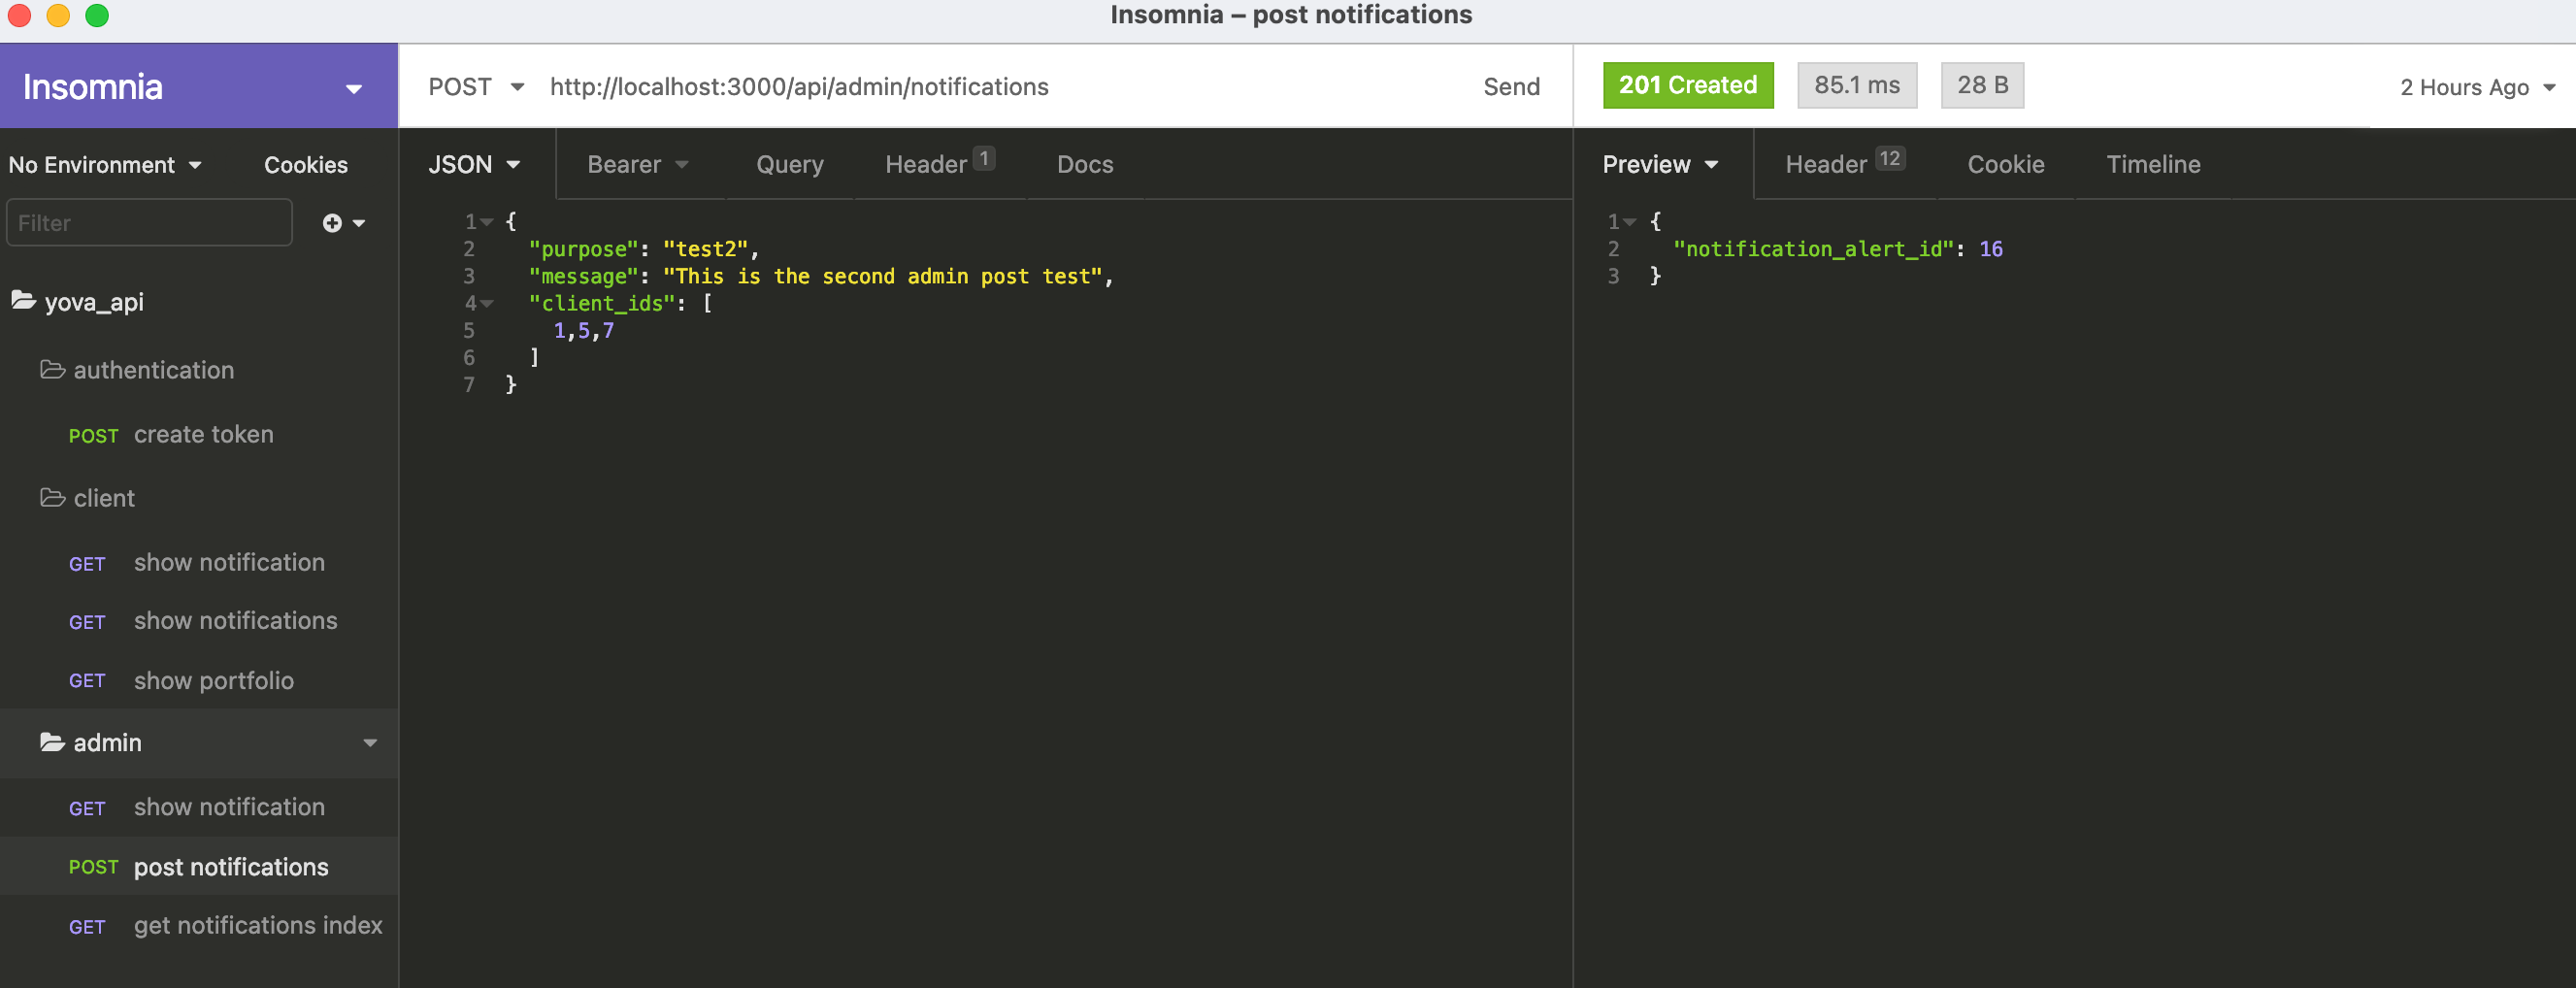 Insomnia – post notifications
Insomnia
POST http://localhost:3000/api/admin/notifications Send
201 Created 85.1 ms 28 B 2 Hours Ago
No Environment Cookies
JSON Bearer Query Header 1 Docs
Preview Header 12 Cookie Timeline
Filter
yova_api
authentication
POST create token
client
GET show notification
GET show notifications
GET show portfolio
admin
GET show notification
POST post notifications
GET get notifications index
1 {
2 "purpose": "test2",
3 "message": "This is the second admin post test",
4 "client_ids": [
5 1,5,7
6 ]
7 }
1 {
2 "notification_alert_id": 16
3 }